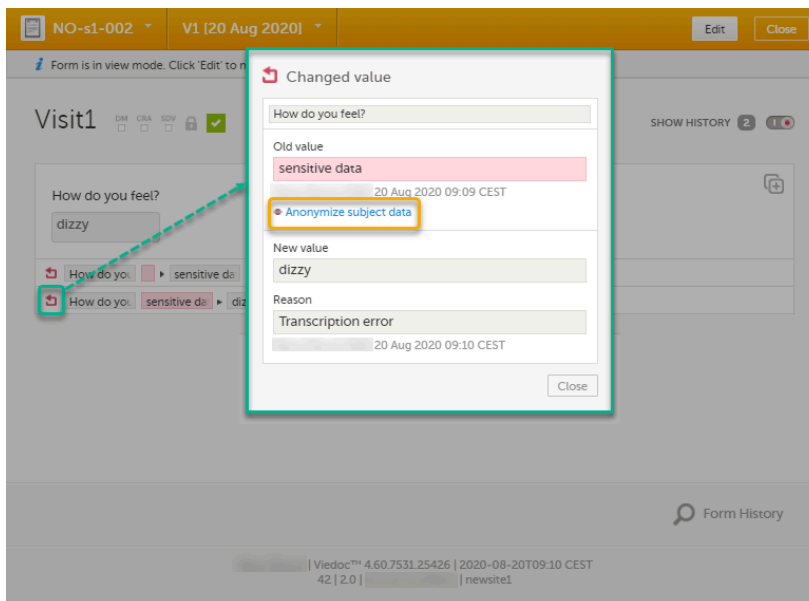 NO-s1-002
V1 [20 Aug 2020]
Edit
Close
i Form is in view mode. Click 'Edit' to
Changed value
Visit1
DM CRA SDV
SHOW HISTORY 2
How do you feel?
dizzy
How do you feel?
Old value
sensitive data
20 Aug 2020 09:09 CEST
Anonymize subject data
New value
dizzy
Reason
Transcription error
20 Aug 2020 09:10 CEST
Close
How do you sensitive da
How do you sensitive da diz
Form History
| Viedoc™ 4.60.7531.25426 | 2020-08-20T09:10 CEST
42 | 2.0 | | newsite1